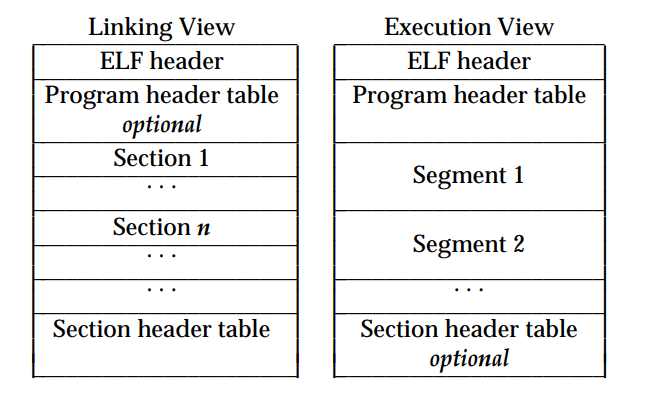 Linking View
ELF header
Program header table
optional
Section 1
. . .
Section n
. . .
. . .
Section header table
Execution View
ELF header
Program header table
Segment 1
Segment 2
. . .
Section header table
optional